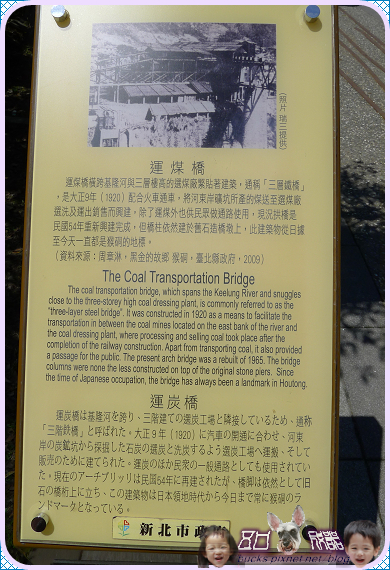 （照片 瑞三提供）
運煤橋
運煤橋橫跨基隆河與三層樓高的選煤廠緊貼著建築，通稱「三層鐵橋」
，是大正9年（1920）配合火車通車，將河東岸礦坑所產的煤送至選煤廠
選洗及運出銷售而興建，除了運煤外也供民眾做通路使用，現況拱橋是
民國54年重新興建完成，但橋柱依然建於舊石造橋墩上，此建築物從日據
至今天一直都是猴硐的地標。
（資料來源：周章淋，黑金的故鄉 猴硐，臺北縣政府，2009）
The Coal Transportation Bridge
The coal transportation bridge, which spans the Keelung River and snuggles
close to the three-storey high coal dressing plant, is commonly referred to as the
"three-layer steel bridge". It was constructed in 1920 as a means to facilitate the
transportation in between the coal mines located on the east bank of the river and
the coal dressing plant, where processing and selling coal took place after the
completion of the railway construction. Apart from transporting coal, it also provided
a passage for the public. The present arch bridge was a rebuilt of 1965. The bridge
columns were none the less constructed on top of the original stone piers. Since
the time of Japanese occupation, the bridge has always been a landmark in Houtong.
運炭橋
運炭橋は基隆河を跨り、三階建ての選炭工場と隣接しているため、通称
「三階鉄橋」と呼ばれた。大正９年（1920）に汽車の開通に合わせ、河東
岸の炭鉱坑から採掘した石炭の選炭と洗炭するよう選炭工場へ運搬、そして
販売のために建てられた。運炭のほか民衆の一般通路としても使用されてい
た。現在のアーチブリッジは民国54年に再建されたが、橋脚は依然として旧
石の橋桁上に立ち、この建築物は日本領地時代から今日まで常に猴硐のラ
ンドマークとなっている。
新北市政